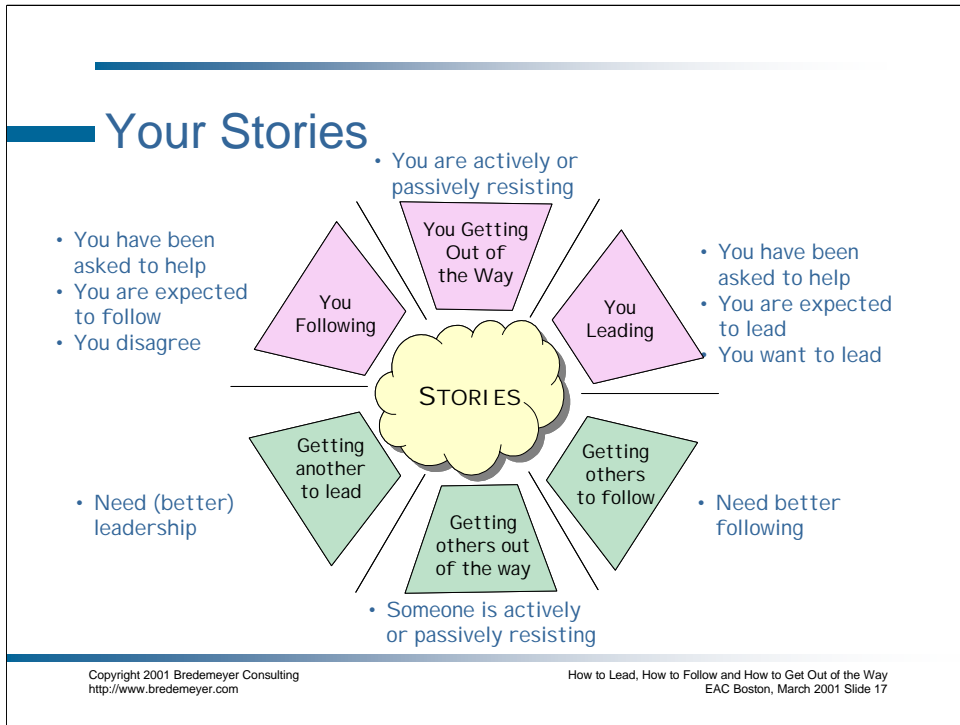 Your Stories
• You are actively or
passively resisting
• You have been
asked to help
• You are expected
to follow
• You disagree
You
Following
You Getting
Out of
the Way
You
Leading
• You have been
asked to help
• You are expected
to lead
• You want to lead
STORIES
Getting
another
to lead
• Need (better)
leadership
Getting
others out
of the way
• Someone is actively
or passively resisting
Getting
others
to follow
• Need better
following
Copyright 2001 Bredemeyer Consulting
http://www.bredemeyer.com
How to Lead, How to Follow and How to Get Out of the Way
EAC Boston, March 2001 Slide 17